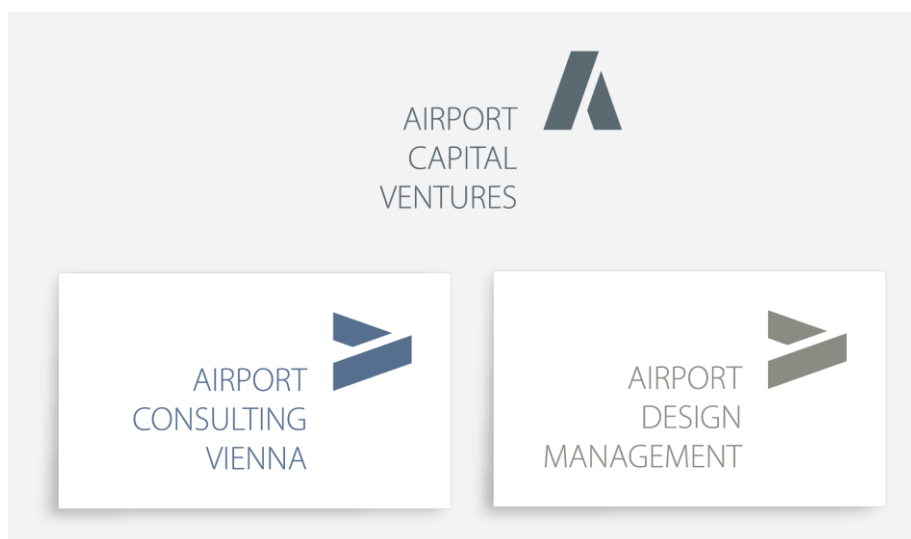 AIRPORT
CAPITAL
VENTURES
AIRPORT
CONSULTING
VIENNA
AIRPORT
DESIGN
MANAGEMENT